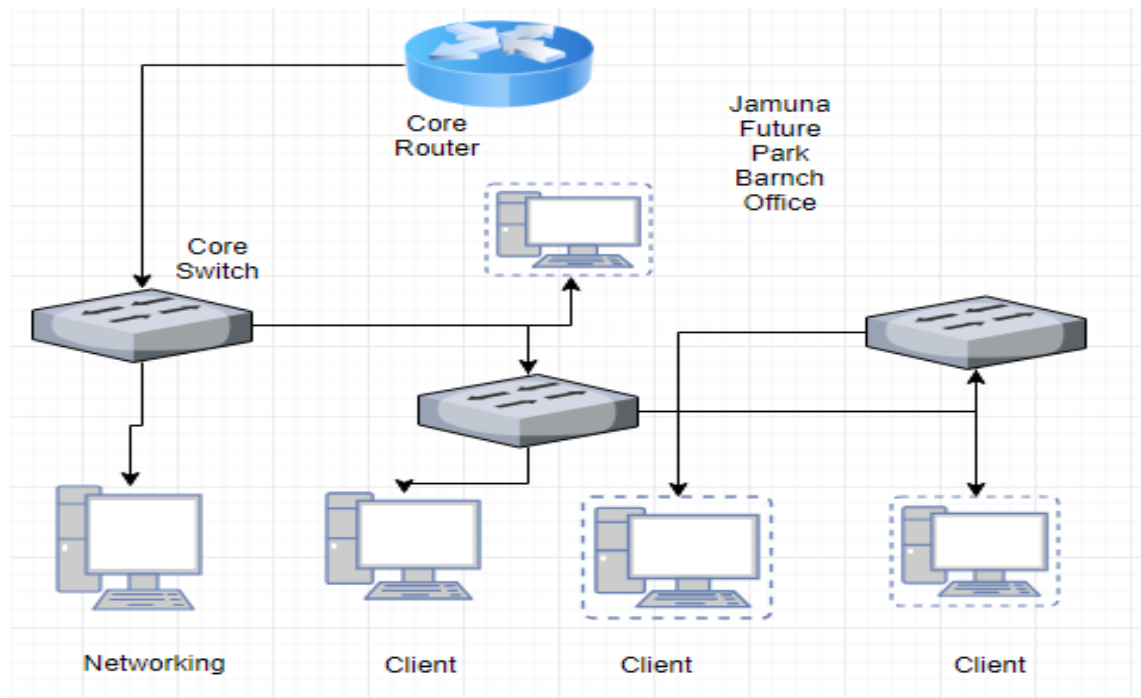 Core
Router
Jamuna
Future
Park
Barnch
Office
Core
Switch
Networking
Client
Client
Client